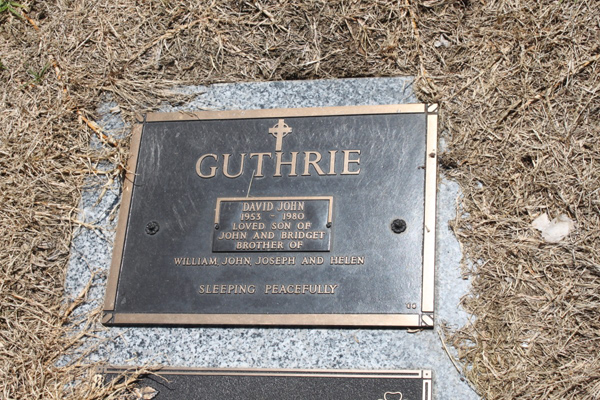 GUTHRIE
DAVID JOHN
1953 ~ 1980
LOVED SON OF
JOHN AND BRIDGET
BROTHER OF
WILLIAM, JOHN, JOSEPH AND HELEN
SLEEPING PEACEFULLY